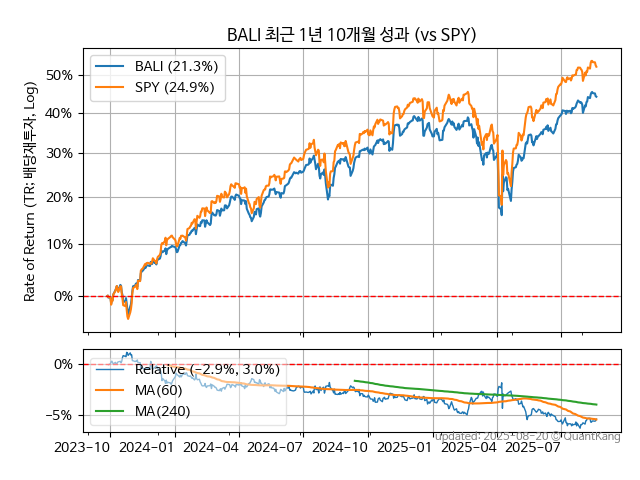 BALI 최근 1년 10개월 성과 (vs SPY)
Rate of Return (TR: 배당재투자, Log)
BALI (21.3%)
SPY (24.9%)
50%
40%
30%
20%
10%
0%
0%
−5%
Relative (−2.9%, 3.0%)
MA(60)
MA(240)
2023-10 2024-01 2024-04 2024-07 2024-10 2025-01 2025-04 2025-07
updated: 2025-08-20 © QuantKang